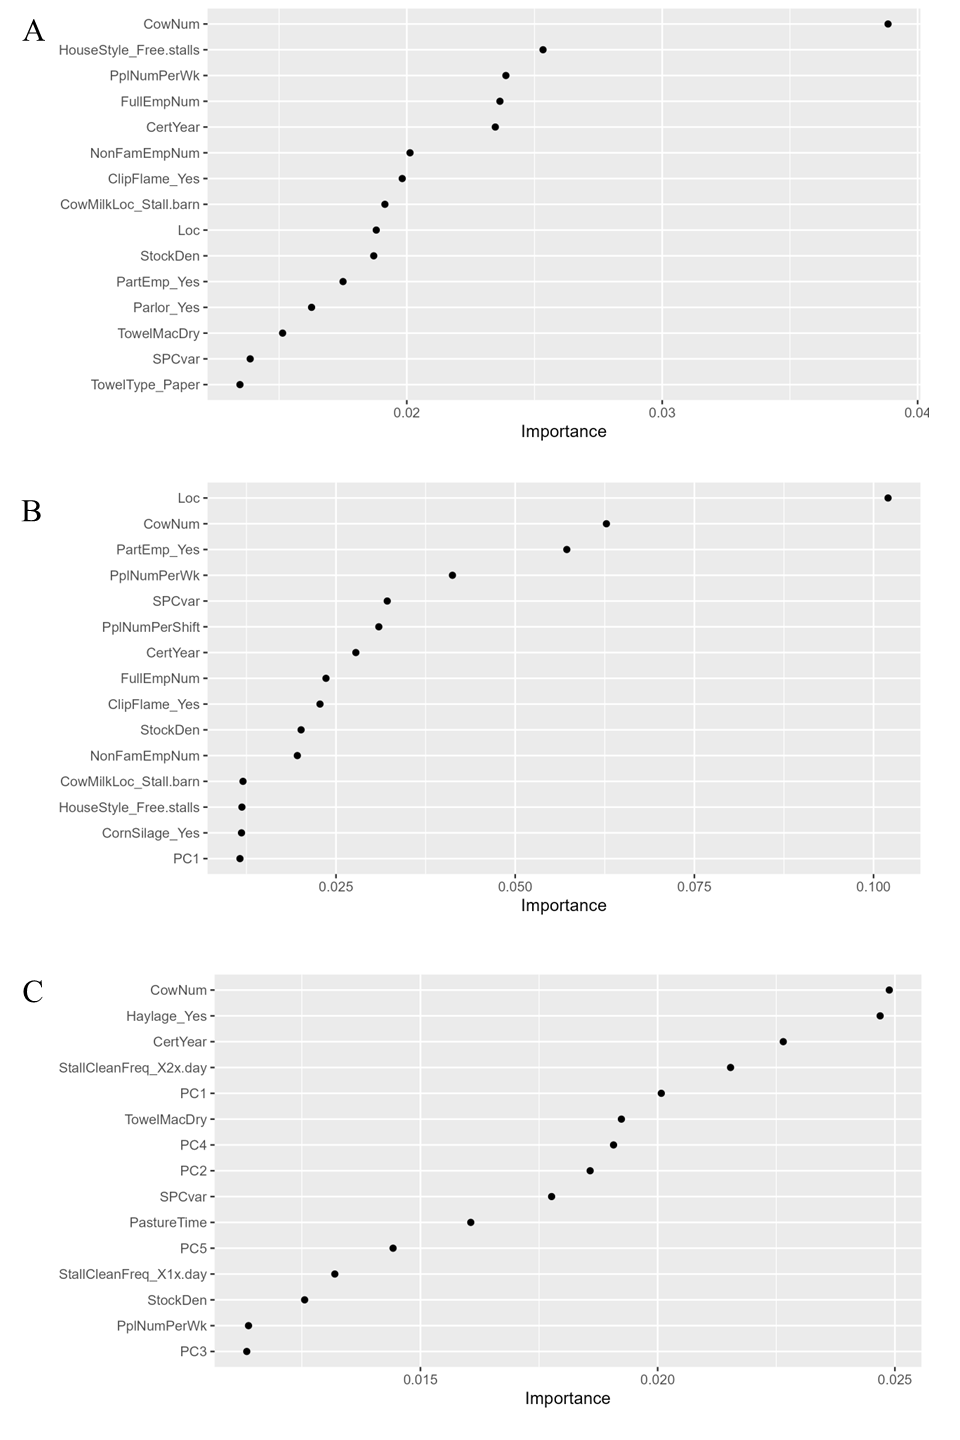 A
CowNum
HouseStyle_Free.stalls
PplNumPerWk
FullEmpNum
CertYear
NonFamEmpNum
ClipFlame_Yes
CowMilkLoc_Stall.barn
Loc
StockDen
PartEmp_Yes
Parlor_Yes
TowelMacDry
SPCvar
TowelType_Paper
0.02 0.03 0.04
Importance
B
Loc
CowNum
PartEmp_Yes
PplNumPerWk
SPCvar
PplNumPerShift
CertYear
FullEmpNum
ClipFlame_Yes
StockDen
NonFamEmpNum
CowMilkLoc_Stall.barn
HouseStyle_Free.stalls
CornSilage_Yes
PC1
0.025 0.050 0.075 0.100
Importance
C
CowNum
Haylage_Yes
CertYear
StallCleanFreq_X2x.day
PC1
TowelMacDry
PC4
PC2
SPCvar
PastureTime
PC5
StallCleanFreq_X1x.day
StockDen
PplNumPerWk
PC3
0.015 0.020 0.025
Importance